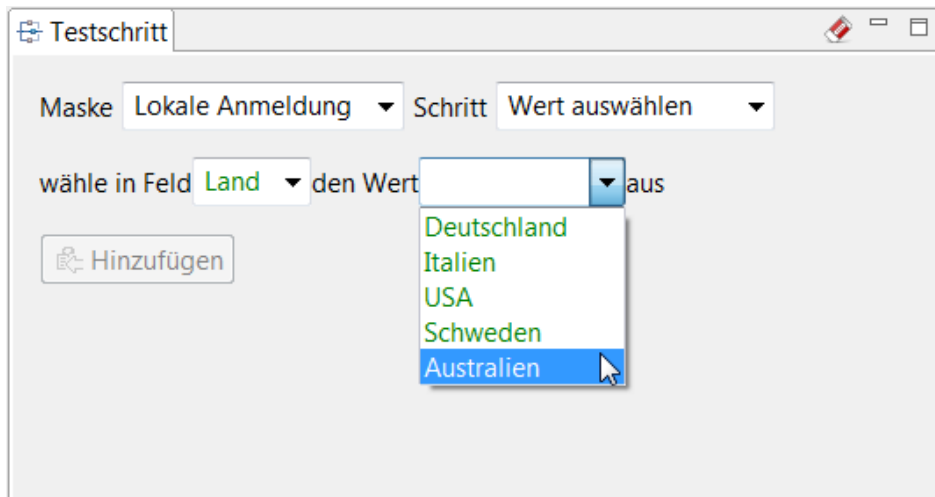 Testschritt
Maske Lokale Anmeldung Schritt Wert auswählen
wähle in Feld Land den Wert aus
Deutschland
Hinzufügen
Italien
USA
Schweden
Australien